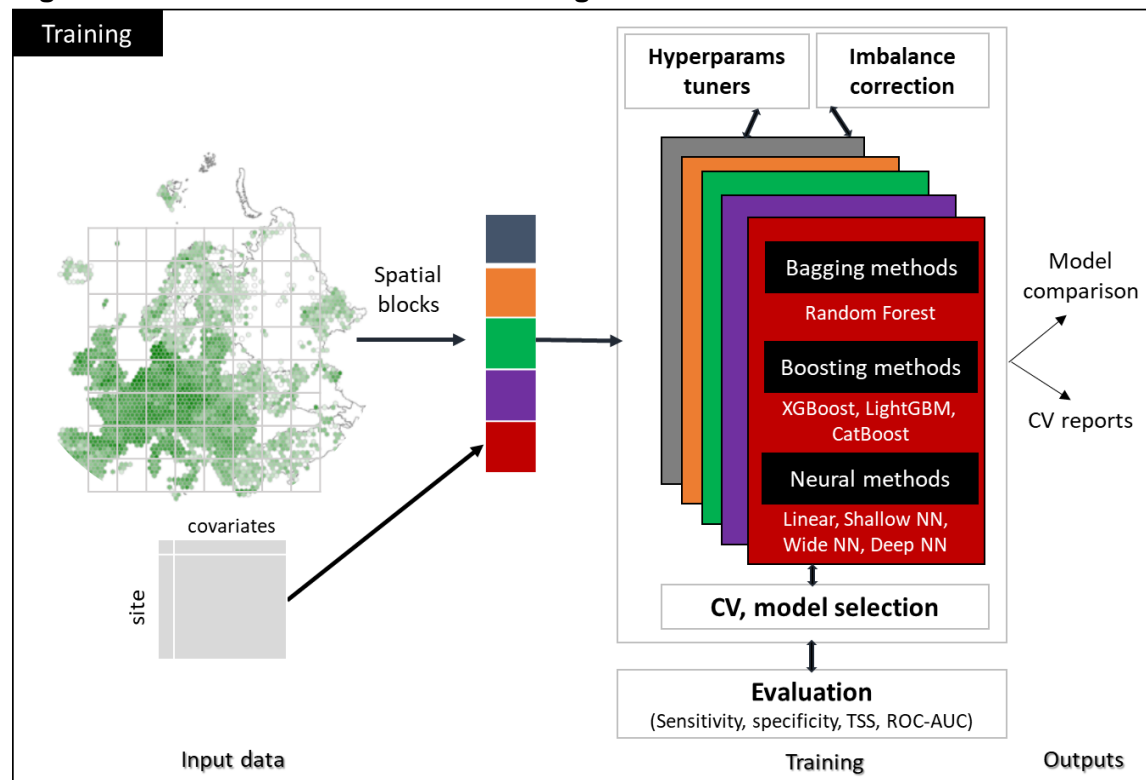 Training
Hyperparams
tuners
Imbalance
correction
Spatial
blocks
Bagging methods
Random Forest
Boosting methods
XGBoost, LightGBM,
CatBoost
Neural methods
Linear, Shallow NN,
Wide NN, Deep NN
Model
comparison
CV reports
covariates
site
CV, model selection
Evaluation
(Sensitivity, specificity, TSS, ROC-AUC)
Input data
Training
Outputs